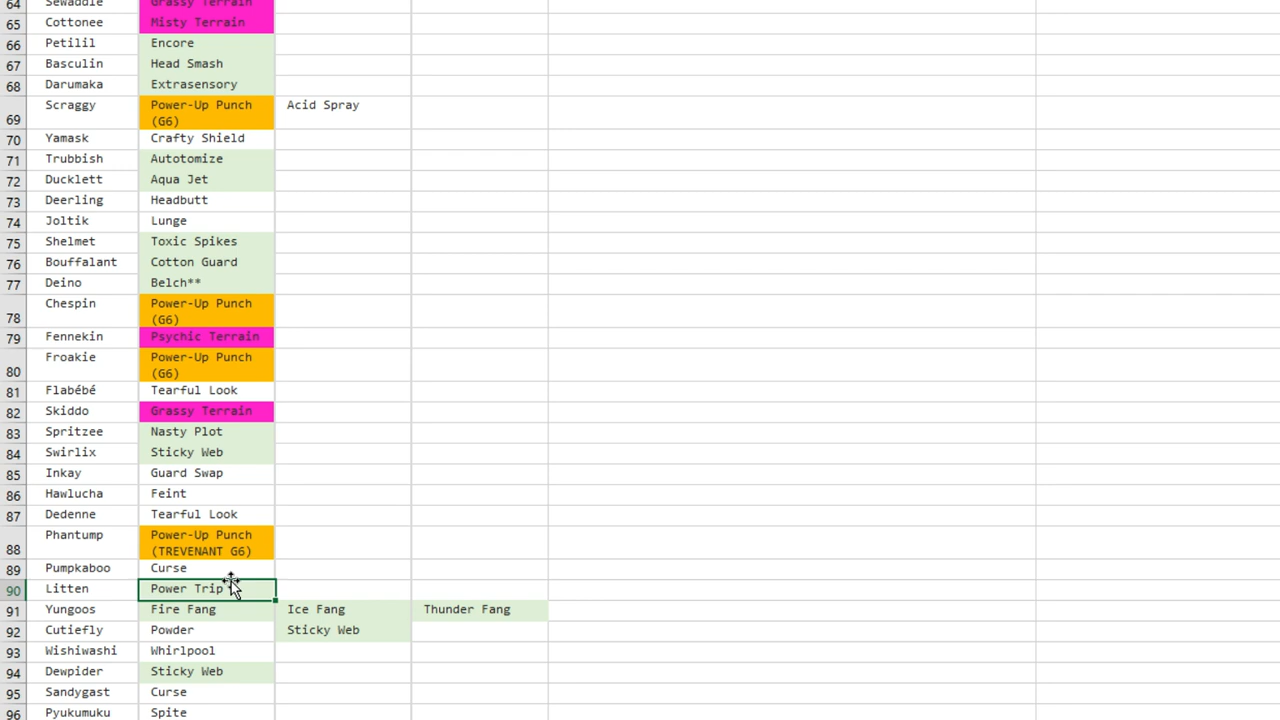 64 Sewaddle Grassy Terrain
65 Cottonee Misty Terrain
66 Petilil Encore
67 Basculin Head Smash
68 Darumaka Extrasensory
69 Scraggy Power-Up Punch Acid Spray
(G6)
70 Yamask Crafty Shield
71 Trubbish Autotomize
72 Ducklett Aqua Jet
73 Deerling Headbutt
74 Joltik Lunge
75 Shelmet Toxic Spikes
76 Bouffalant Cotton Guard
77 Deino Belch**
78 Chespin Power-Up Punch
(G6)
79 Fennekin Psychic Terrain
80 Froakie Power-Up Punch
(G6)
81 Flabébé Tearful Look
82 Skiddo Grassy Terrain
83 Spritzee Nasty Plot
84 Swirlix Sticky Web
85 Inkay Guard Swap
86 Hawlucha Feint
87 Dedenne Tearful Look
88 Phantump Power-Up Punch
(TREVENANT G6)
89 Pumpkaboo Curse
90 Litten Power Trip
91 Yungoos Fire Fang Ice Fang Thunder Fang
92 Cutiefly Powder Sticky Web
93 Wishiwashi Whirlpool
94 Dewpider Sticky Web
95 Sandygast Curse
96 Pyukumuku Spite